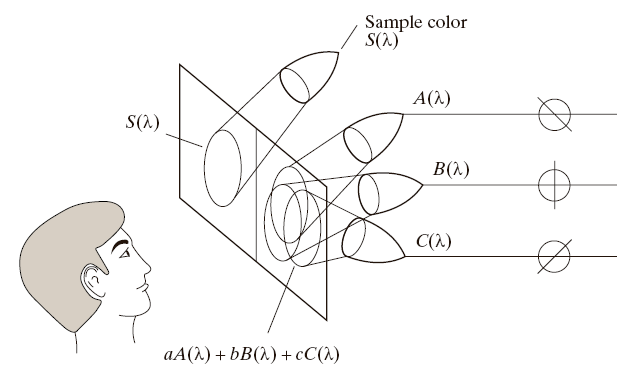 Sample color
S(λ)
A(λ)
S(λ)
B(λ)
C(λ)
aA(λ) + bB(λ) + cC(λ)